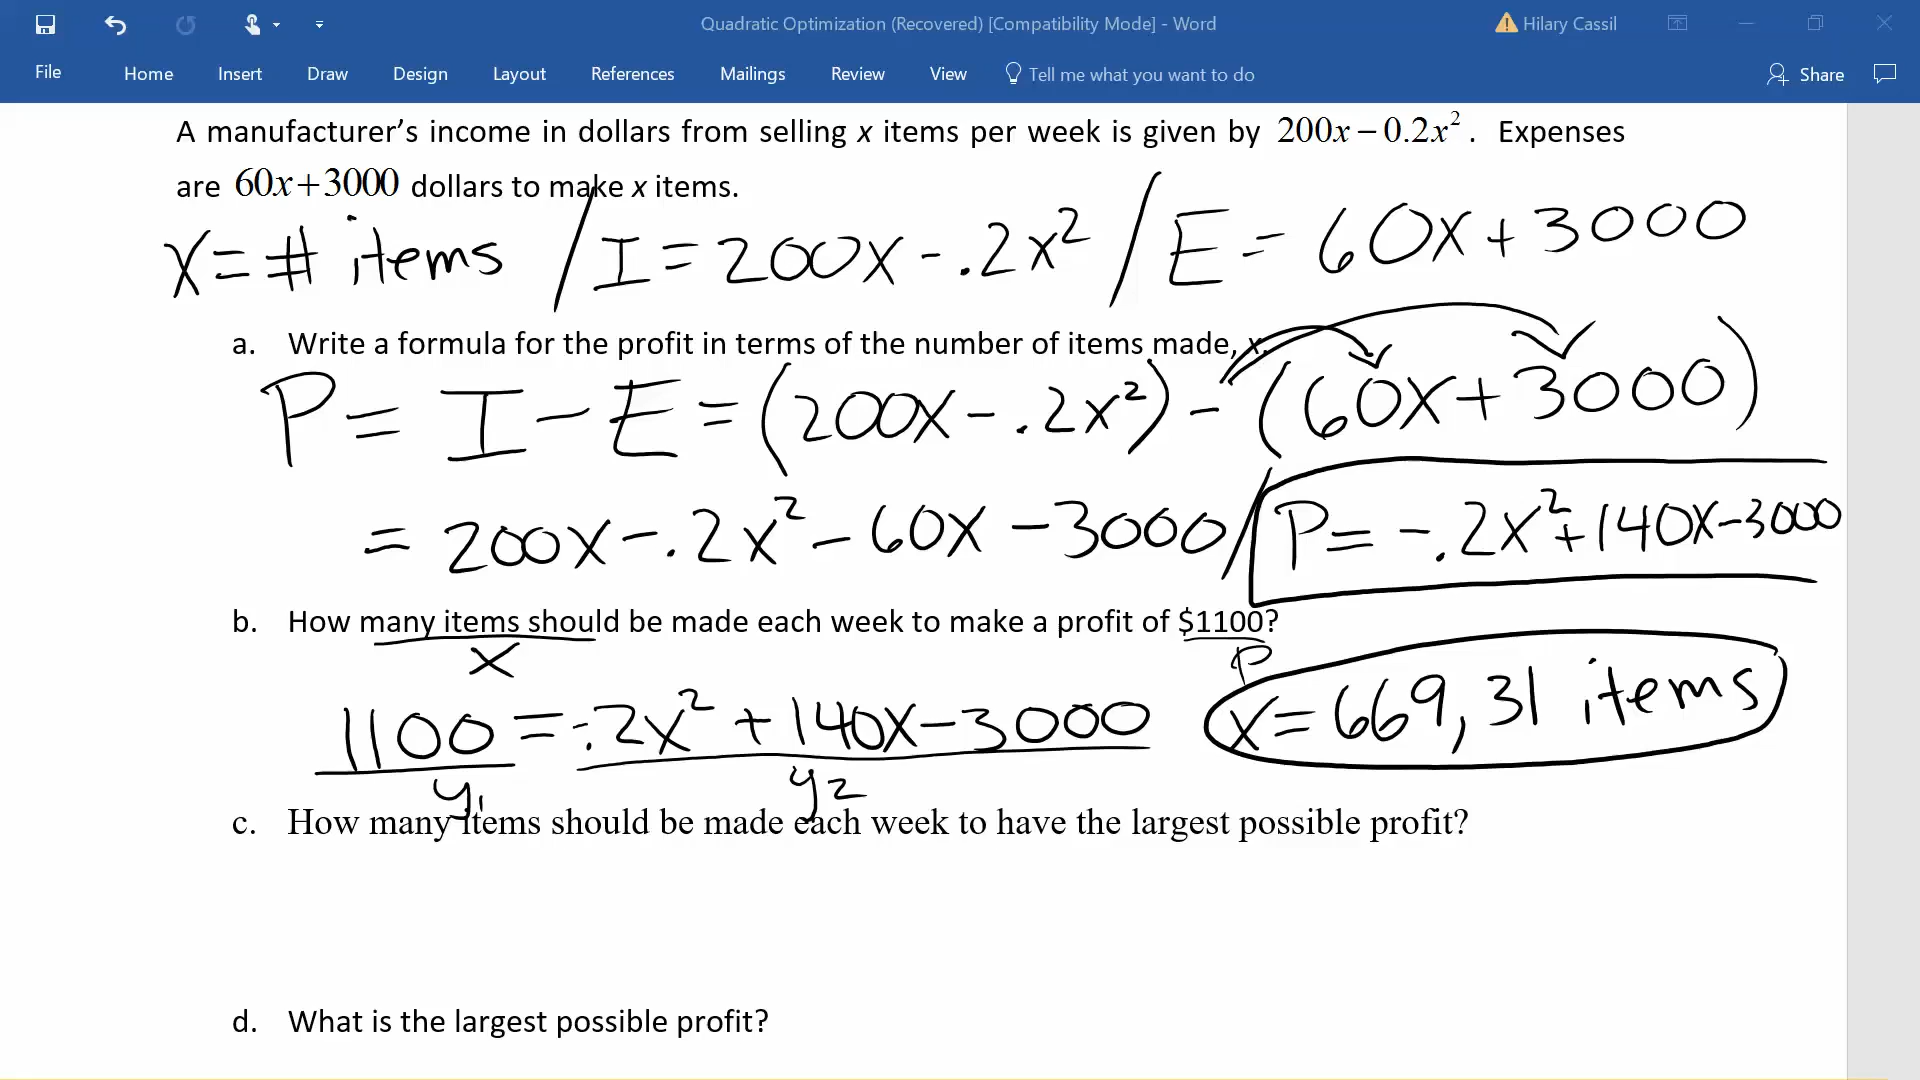 Quadratic Optimization (Recovered) [Compatibility Mode] - Word
Hilary Cassil
File Home Insert Draw Design Layout References Mailings Review View Tell me what you want to do Share
A manufacturer's income in dollars from selling x items per week is given by 200x − 0.2x². Expenses
are 60x+3000 dollars to make x items.
x = # items / I = 200x - .2x² / E = 60x + 3000
a. Write a formula for the profit in terms of the number of items made, x.
P = I - E = (200x - .2x²) - (60x + 3000)
= 200x - .2x² - 60x - 3000 / P = -.2x² + 140x - 3000
b. How many items should be made each week to make a profit of $1100?
x P
1100 = -.2x² + 140x - 3000 x = 669, 31 items
y₁ y2
c. How many items should be made each week to have the largest possible profit?
d. What is the largest possible profit?